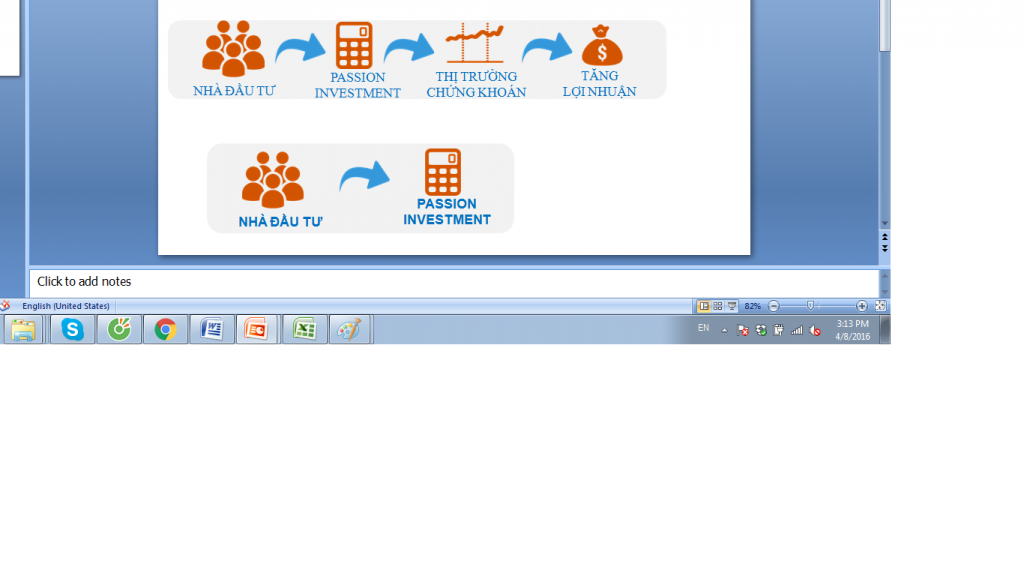 NHÀ ĐẦU TƯ
PASSION
INVESTMENT
THỊ TRƯỜNG
CHỨNG KHOÁN
TĂNG
LỢI NHUẬN
NHÀ ĐẦU TƯ
PASSION
INVESTMENT
Click to add notes
English (United States)
82%
EN
3:13 PM
4/8/2016